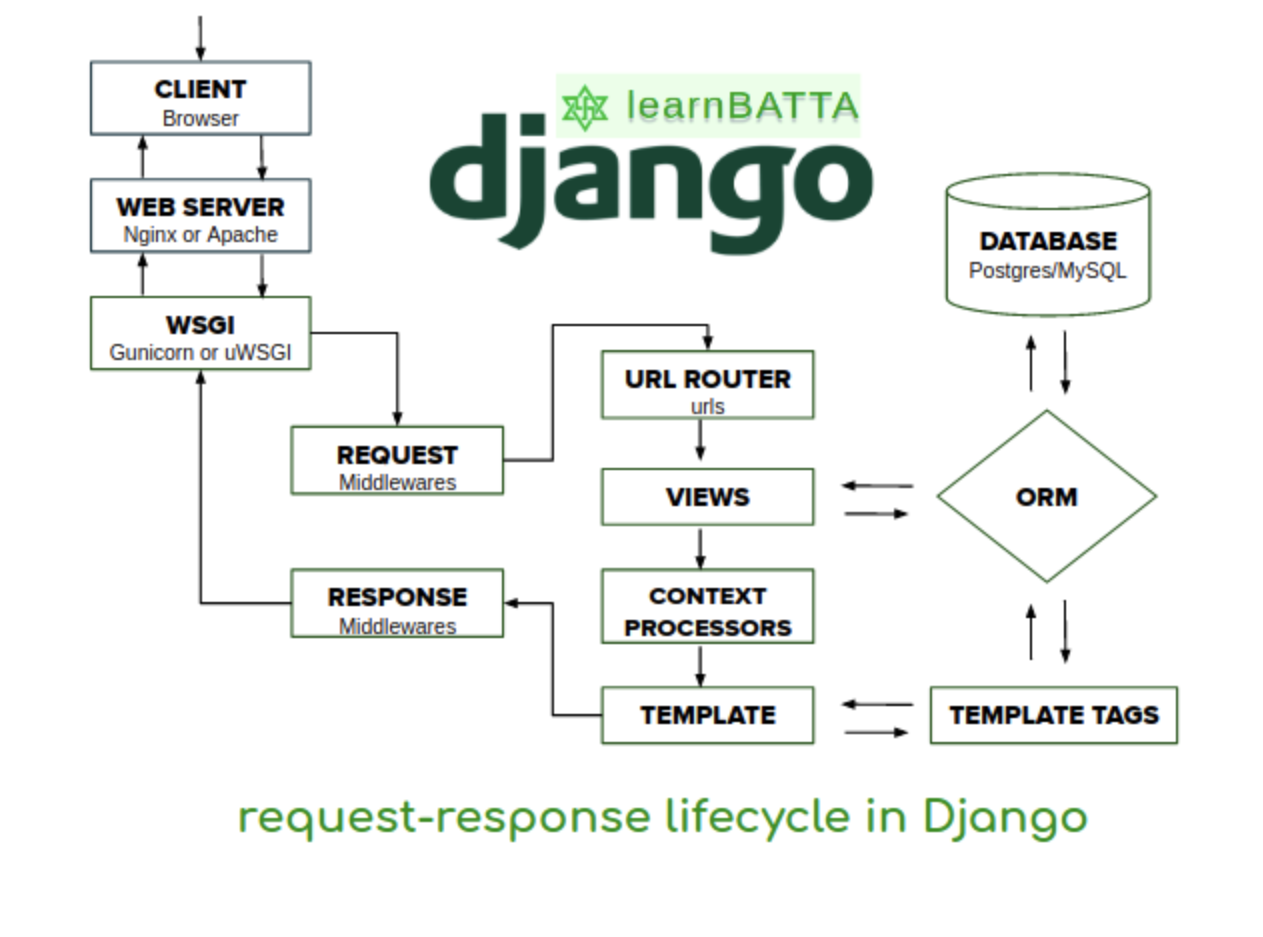 CLIENT
Browser
learnBATTA
django
WEB SERVER
Nginx or Apache
DATABASE
Postgres/MySQL
WSGI
Gunicorn or uWSGI
URL ROUTER
urls
REQUEST
Middlewares
VIEWS
ORM
RESPONSE
Middlewares
CONTEXT
PROCESSORS
TEMPLATE
TEMPLATE TAGS
request-response lifecycle in Django